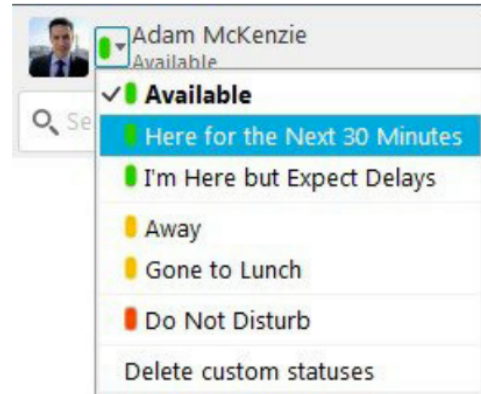 Adam McKenzie
Available
Se
Available
Here for the Next 30 Minutes
I'm Here but Expect Delays
Away
Gone to Lunch
Do Not Disturb
Delete custom statuses